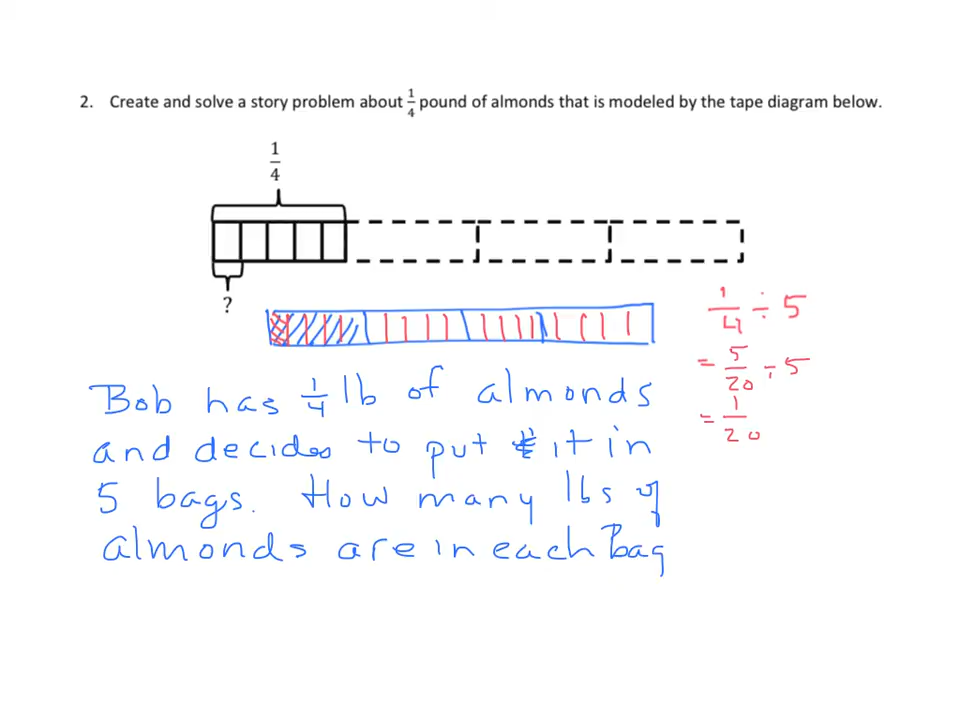 2. Create and solve a story problem about 1/4 pound of almonds that is modeled by the tape diagram below.
1/4
?
1/4 ÷ 5
= 5/20 ÷ 5
= 1/20
Bob has 1/4 lb of almonds
and decides to put it in
5 bags. How many lbs of
almonds are in each Bag